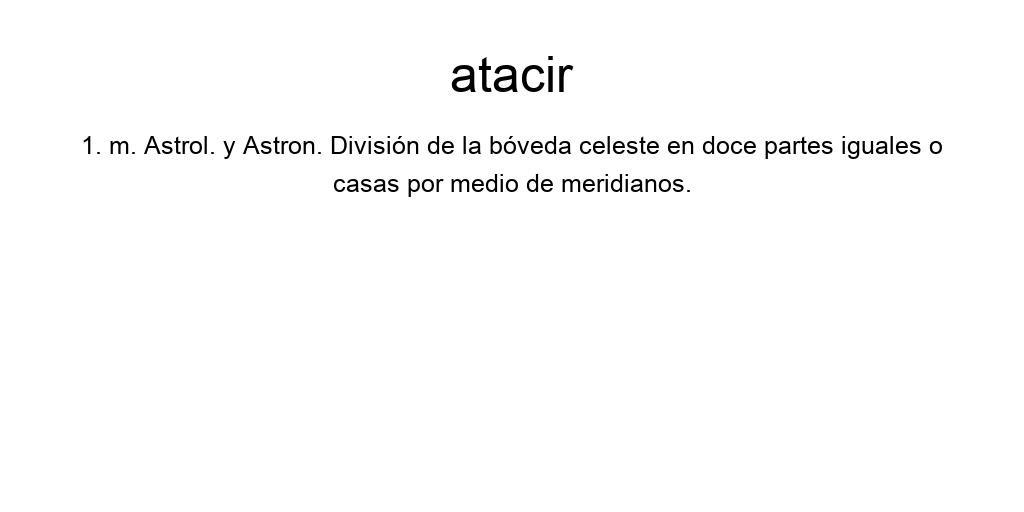 atacir
1. m. Astrol. y Astron. División de la bóveda celeste en doce partes iguales o
casas por medio de meridianos.